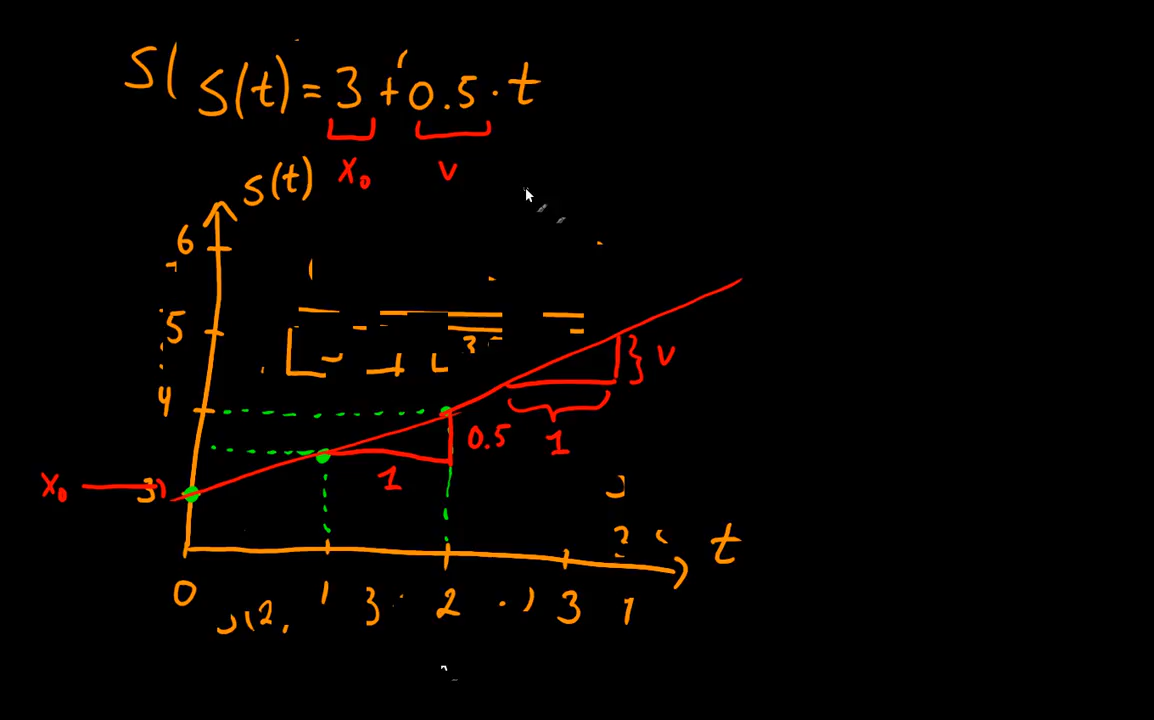 S( S(t) = 3 + 0.5 · t
x₀ v
S(t)
6
5
4
3
x₀
v
0.5 1
1
t
0 1 2 3